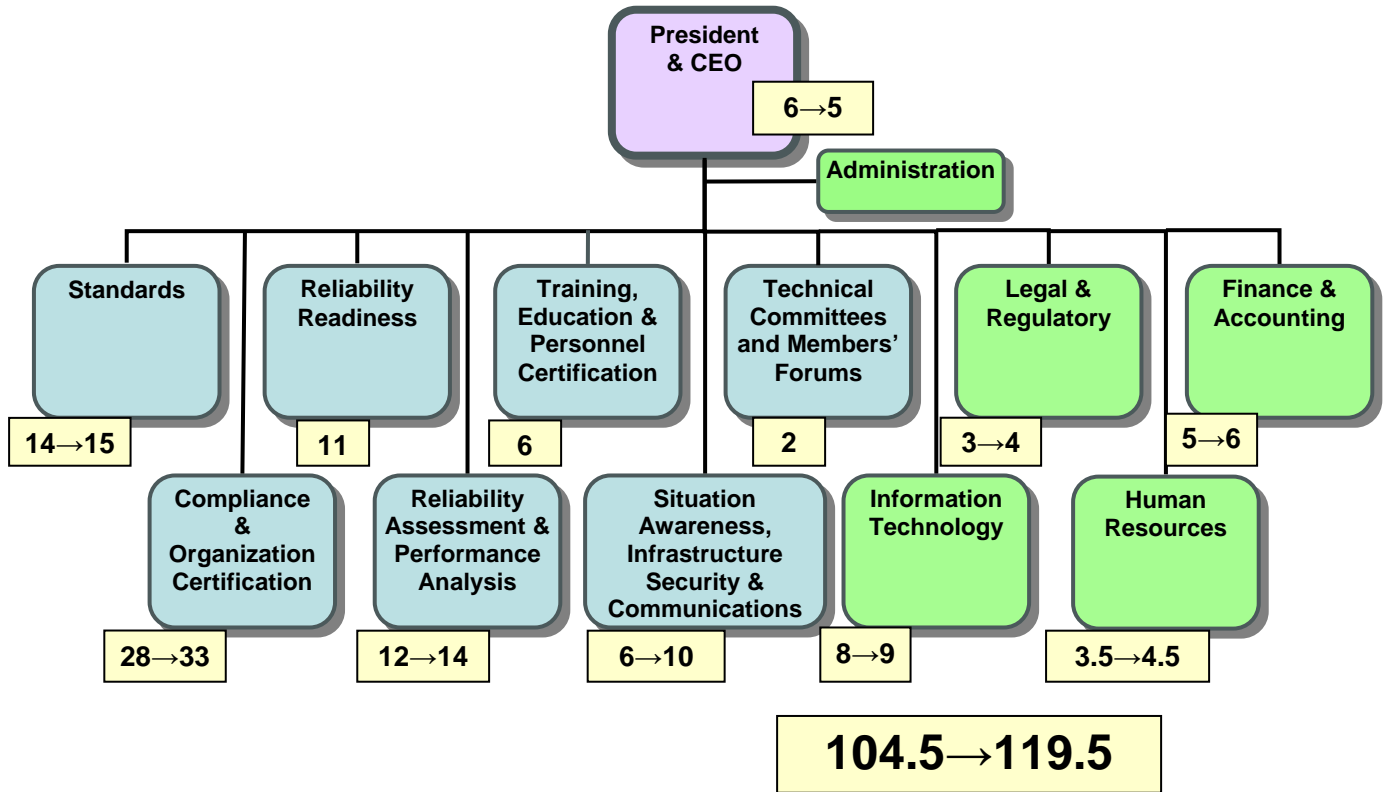 President
& CEO
6→5
Administration
Standards
14→15
Reliability
Readiness
11
Training,
Education &
Personnel
Certification
6
Technical
Committees
and Members’
Forums
2
Legal &
Regulatory
3→4
Finance &
Accounting
5→6
Compliance
&
Organization
Certification
28→33
Reliability
Assessment &
Performance
Analysis
12→14
Situation
Awareness,
Infrastructure
Security &
Communications
6→10
Information
Technology
8→9
Human
Resources
3.5→4.5
104.5→119.5